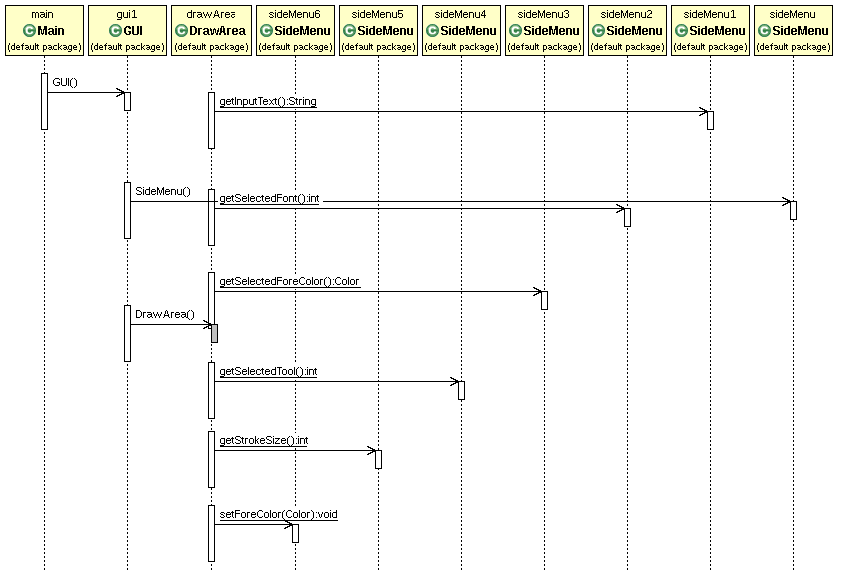 main gui1 drawArea sideMenu6 sideMenu5 sideMenu4 sideMenu3 sideMenu2 sideMenu1 sideMenu
C Main C GUI C DrawArea C SideMenu C SideMenu C SideMenu C SideMenu C SideMenu C SideMenu C SideMenu
(default package) (default package) (default package) (default package) (default package) (default package) (default package) (default package) (default package) (default package)
GUI()
getInputText():String
SideMenu()
getSelectedFont():int
getSelectedForeColor():Color
DrawArea()
getSelectedTool():int
getStrokeSize():int
setForeColor(Color):void